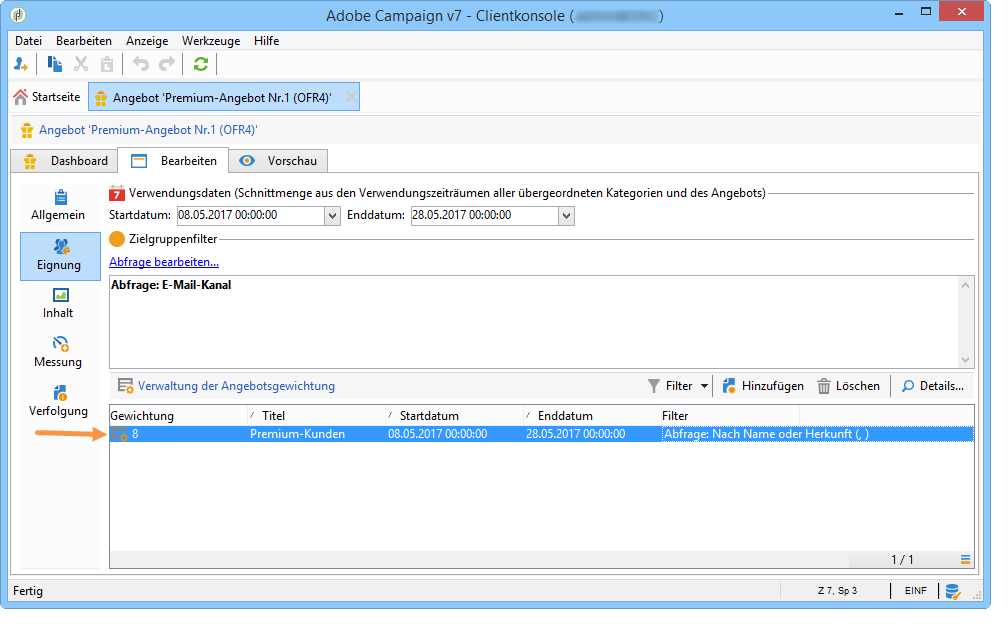 Adobe Campaign v7 - Clientkonsole ( )
Datei Bearbeiten Anzeige Werkzeuge Hilfe
Startseite Angebot 'Premium-Angebot Nr.1 (OFR4)'
Angebot 'Premium-Angebot Nr.1 (OFR4)'
Dashboard Bearbeiten Vorschau
Allgemein
Eignung
Inhalt
Messung
Verfolgung
7 Verwendungsdaten (Schnittmenge aus den Verwendungszeiträumen aller übergeordneten Kategorien und des Angebots)
Startdatum: 08.05.2017 00:00:00 Enddatum: 28.05.2017 00:00:00
Zielgruppenfilter
Abfrage bearbeiten...
Abfrage: E-Mail-Kanal
Verwaltung der Angebotsgewichtung Filter Hinzufügen Löschen Details...
Gewichtung / Titel / Startdatum / Enddatum Filter
8 Premium-Kunden 08.05.2017 00:00:00 28.05.2017 00:00:00 Abfrage: Nach Name oder Herkunft (, )
1 / 1
Fertig Z 7, Sp 3 EINF